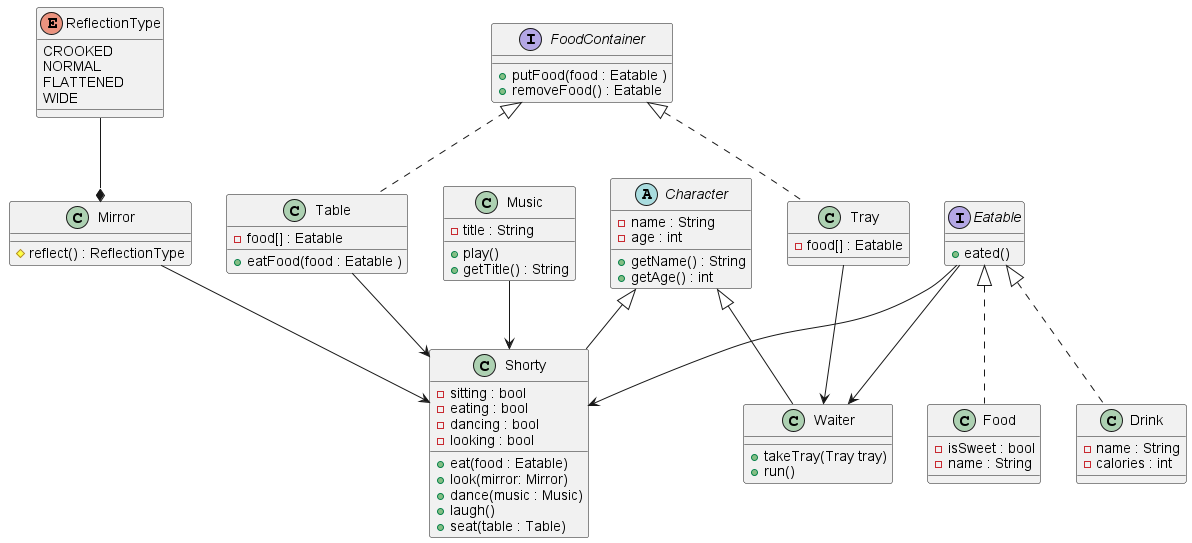 E ReflectionType
CROOKED
NORMAL
FLATTENED
WIDE
I FoodContainer
putFood(food : Eatable )
removeFood() : Eatable
C Mirror
reflect() : ReflectionType
C Table
food[] : Eatable
eatFood(food : Eatable )
C Music
title : String
play()
getTitle() : String
A Character
name : String
age : int
getName() : String
getAge() : int
C Tray
food[] : Eatable
I Eatable
eated()
C Shorty
sitting : bool
eating : bool
dancing : bool
looking : bool
eat(food : Eatable)
look(mirror: Mirror)
dance(music : Music)
laugh()
seat(table : Table)
C Waiter
takeTray(Tray tray)
run()
C Food
isSweet : bool
name : String
C Drink
name : String
calories : int